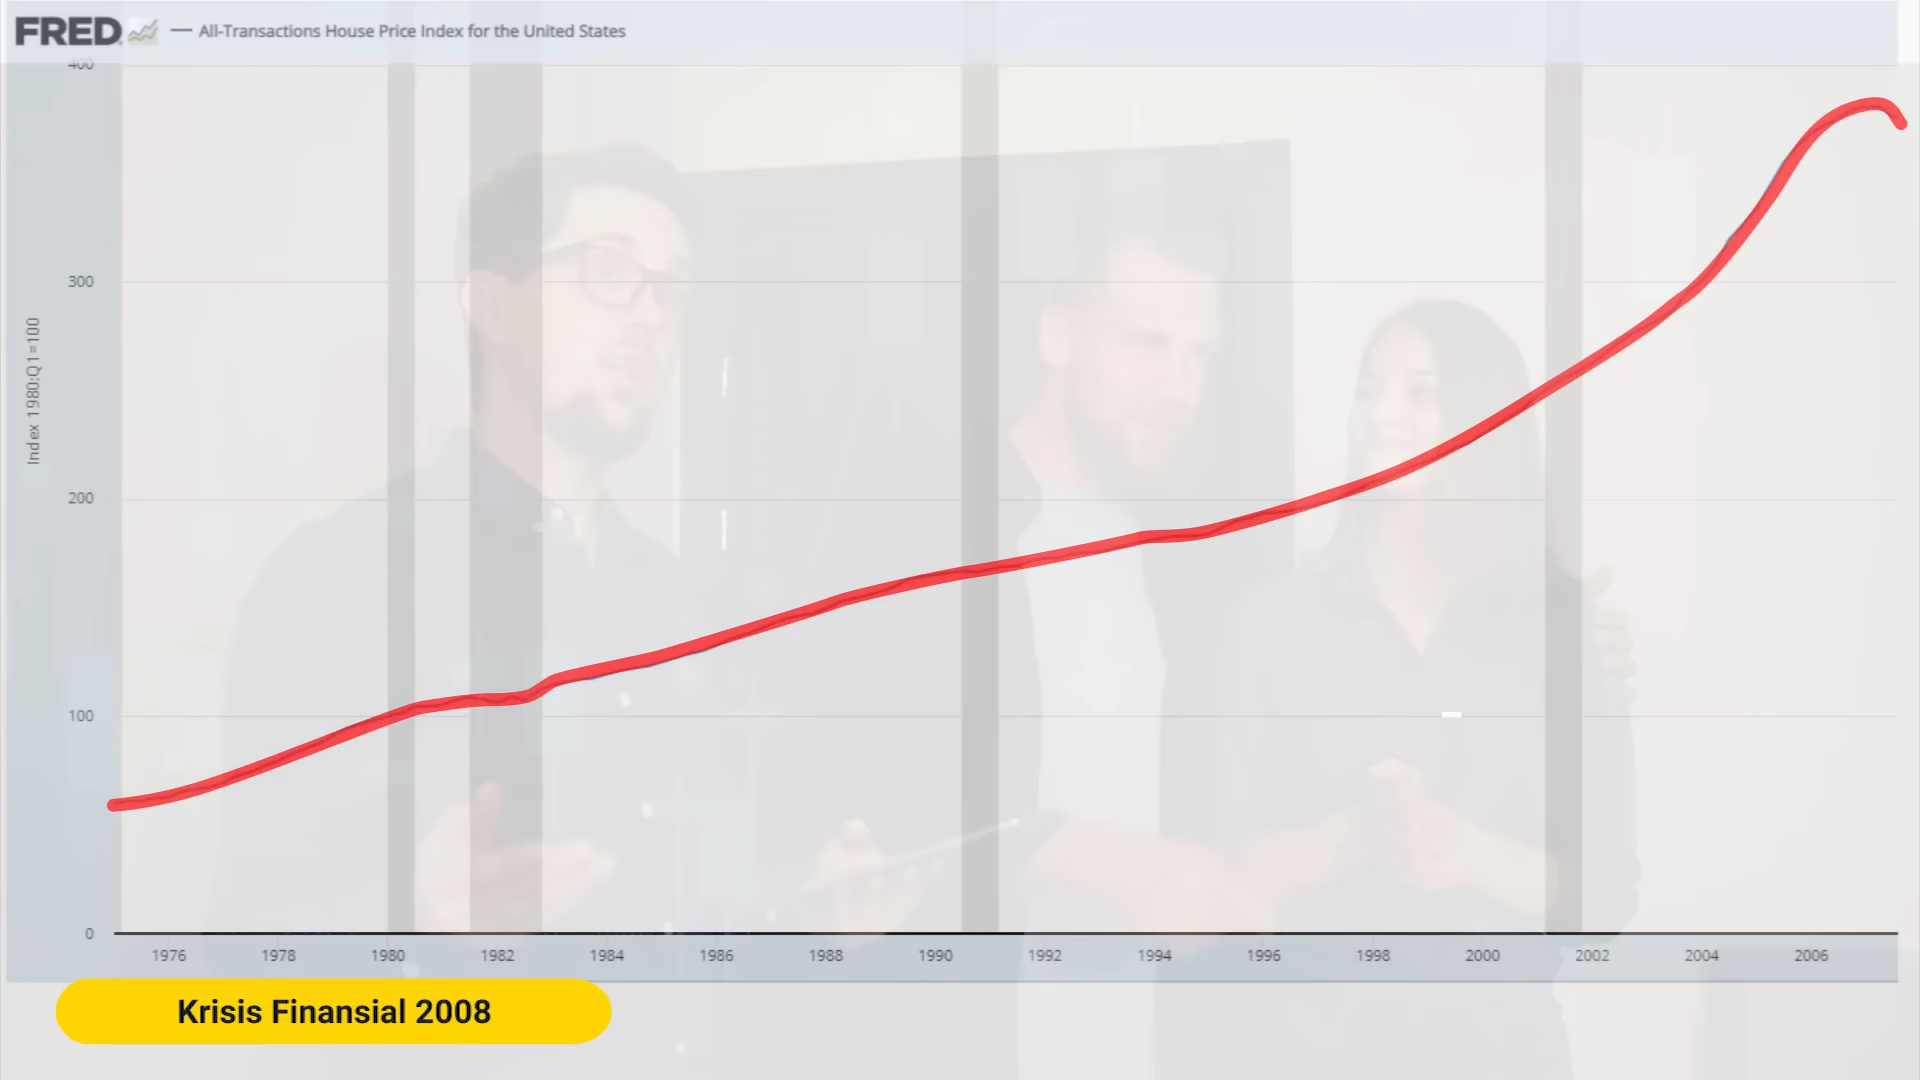 FRED
All-Transactions House Price Index for the United States
400
300
200
100
0
Index 1980:Q1=100
1976 1978 1980 1982 1984 1986 1988 1990 1992 1994 1996 1998 2000 2002 2004 2006
Krisis Finansial 2008